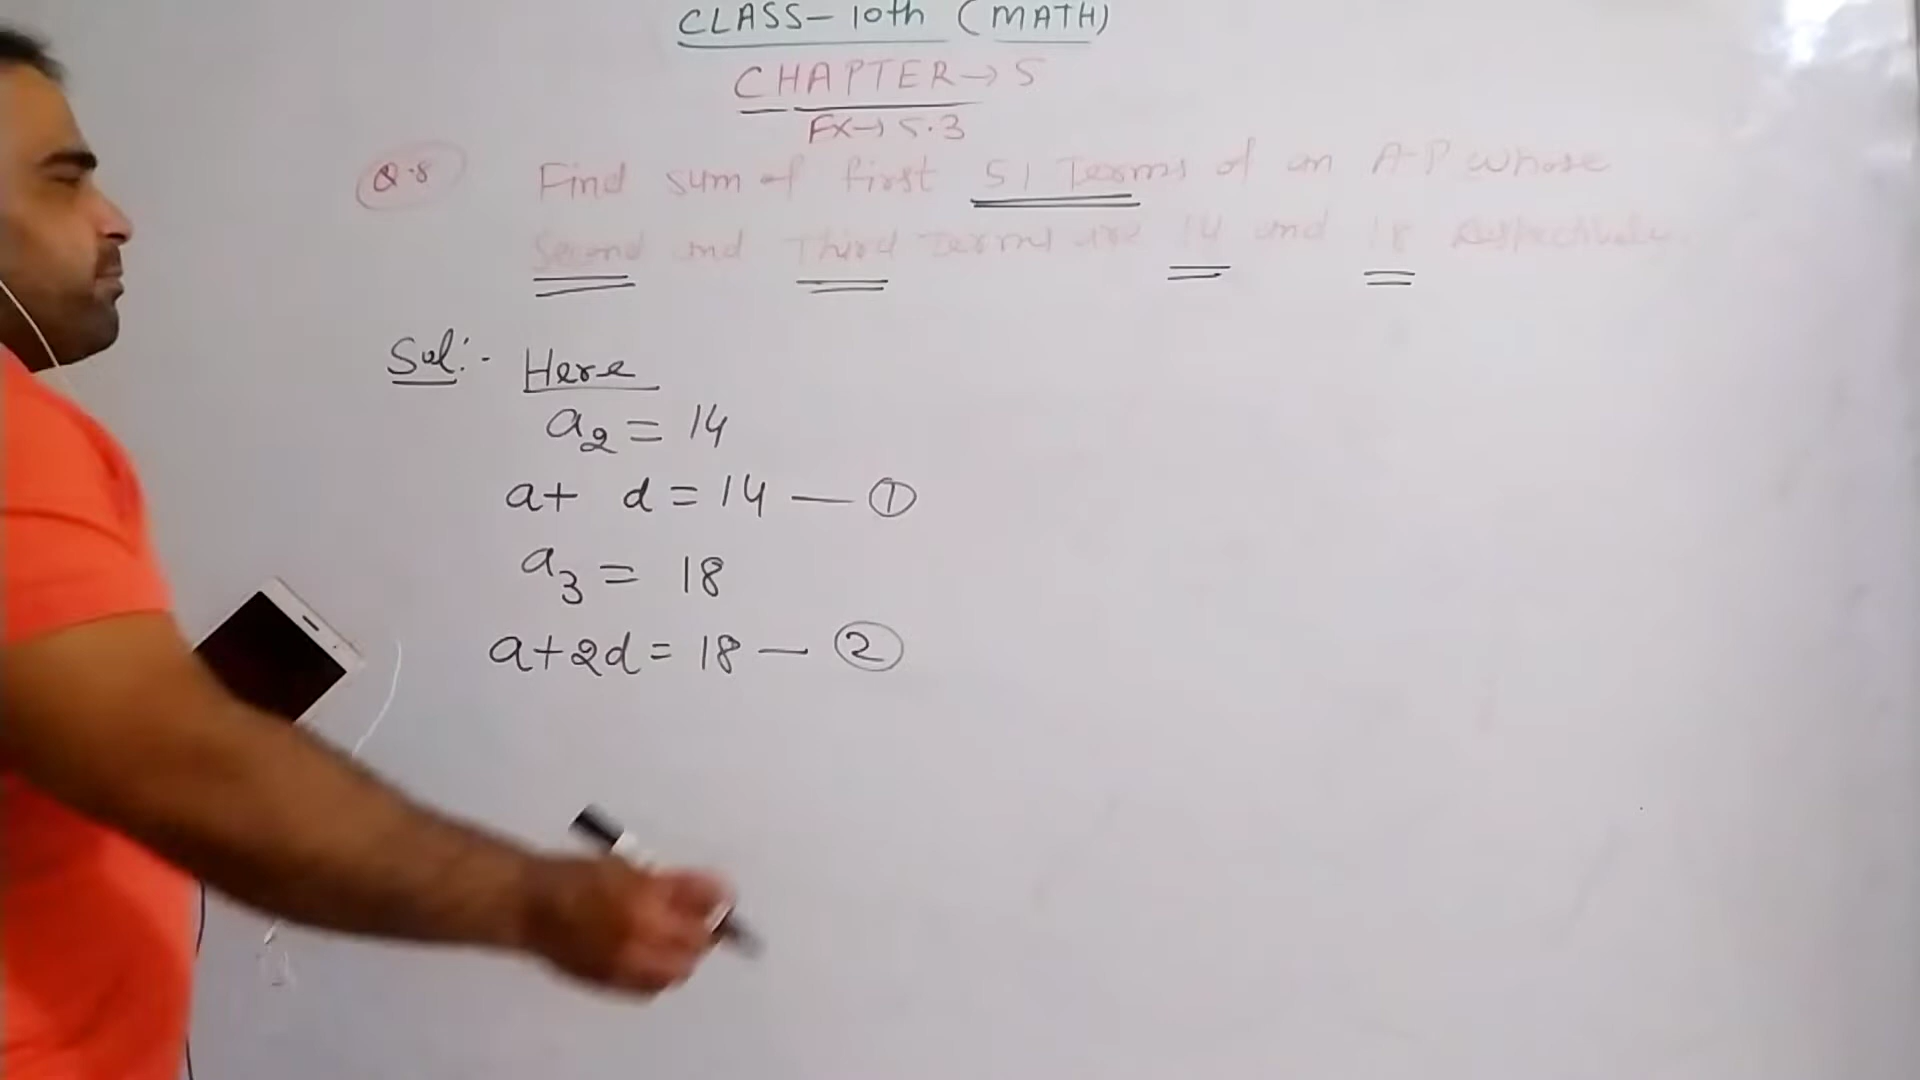 CLASS-10th (MATH)
CHAPTER→5
EX→5.3
Q.8 Find sum of first 51 Terms of an A-P whose
Second and Third Terms are 14 and 18 Respectively.
Sol:- Here
a₂ = 14
a+ d = 14 — ①
a₃ = 18
a+2d = 18 — ②